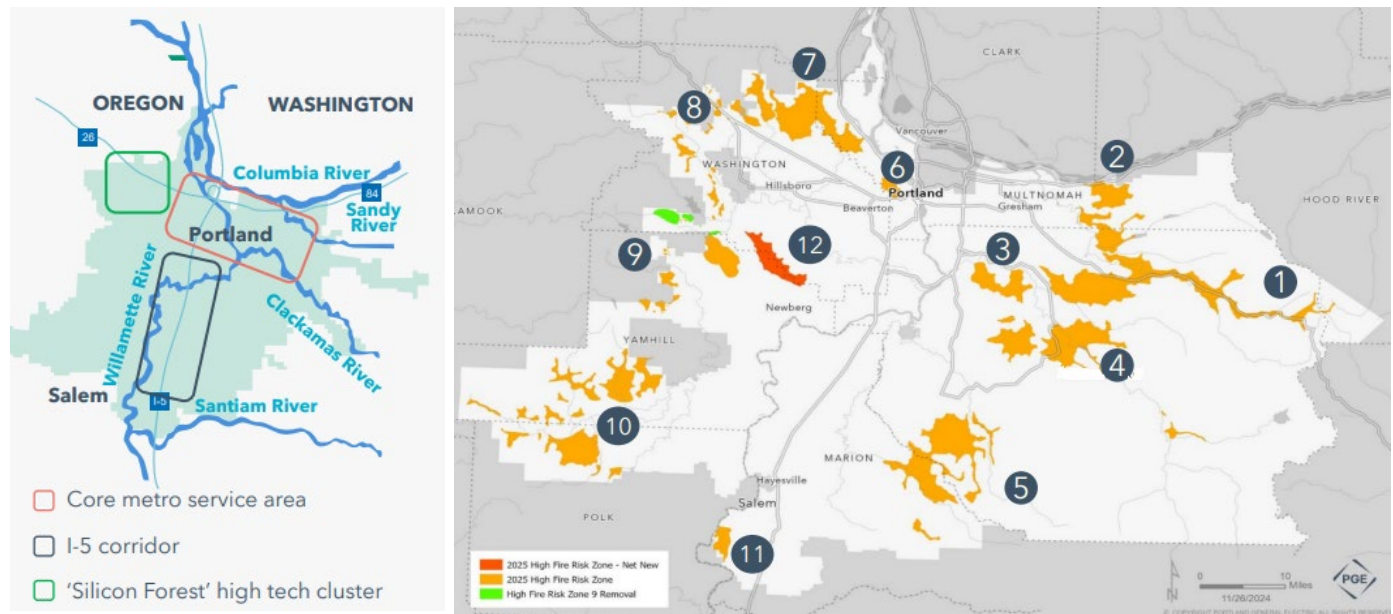 OREGON
WASHINGTON
26
Columbia River
84
Sandy
River
Portland
Willamette River
Clackamas River
Salem
I-5
Santiam River
Core metro service area
I-5 corridor
'Silicon Forest' high tech cluster
CLARK
7
8
Vancouver
2
WASHINGTON
6
Hillsboro
Portland
MULTNOMAH
Beaverton
Gresham
HOOD RIVER
LAMOOK
9
12
3
1
Newberg
YAMHILL
4
10
MARION
Hayesville
5
Salem
POLK
11
2025 High Fire Risk Zone - Net New
2025 High Fire Risk Zone
High Fire Risk Zone 9 Removal
N
0
10
Miles
11/26/2024
PGE